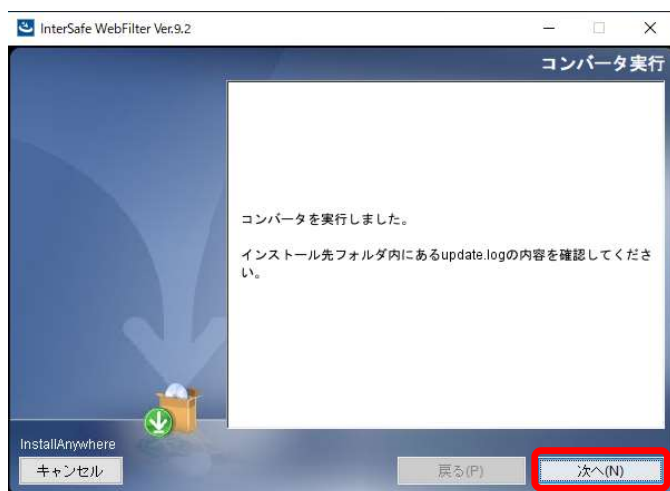 InterSafe WebFilter Ver.9.2
コンバータ実行
コンバータを実行しました。
インストール先フォルダ内にあるupdate.logの内容を確認してくださ
い。
InstallAnywhere
キャンセル
戻る(P)
次へ(N)